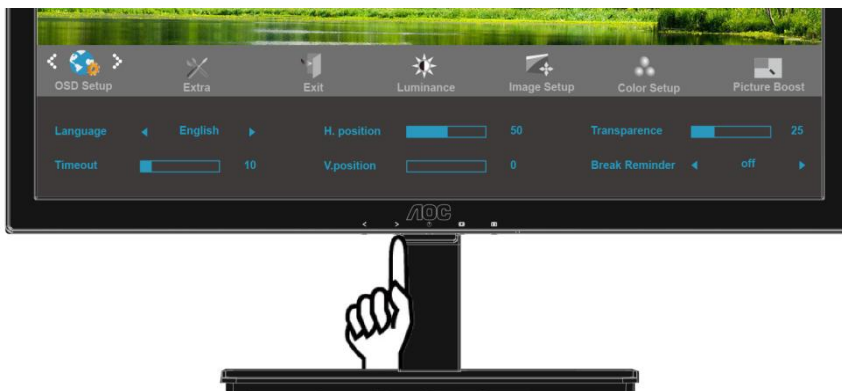 < >
OSD Setup Extra Exit Luminance Image Setup Color Setup Picture Boost
Language English H. position 50 Transparence 25
Timeout 10 V.position 0 Break Reminder off
AOC
< >